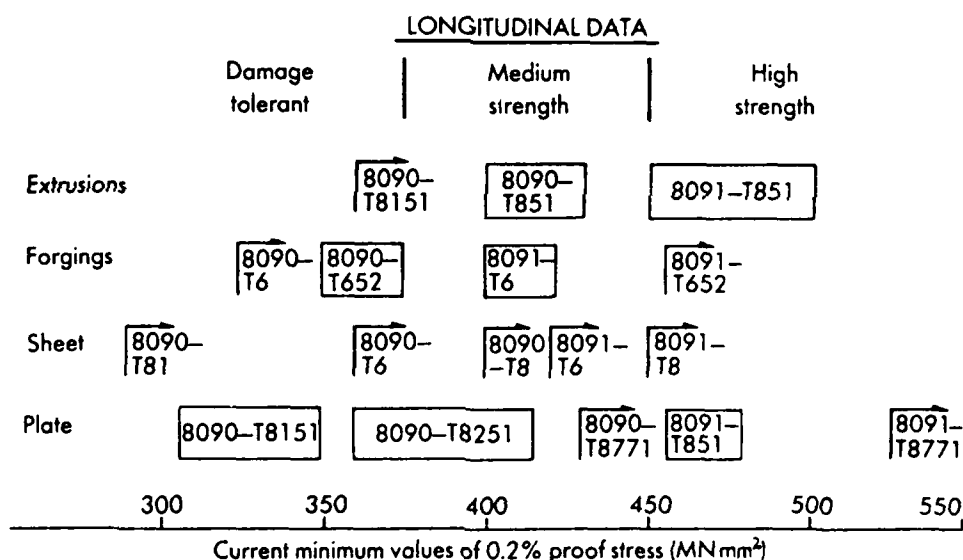 LONGITUDINAL DATA
Damage tolerant
Medium strength
High strength
Extrusions
8090–
T8151
8090–
T851
8091–T851
Forgings
8090–
T6
8090–
T652
8091–
T6
8091–
T652
Sheet
8090–
T81
8090–
T6
8090
–T8
8091–
T6
8091–
T8
Plate
8090–T8151
8090–T8251
8090–
T8771
8091–
T851
8091–
T8771
300 350 400 450 500 550
Current minimum values of 0.2% proof stress (MN mm²)